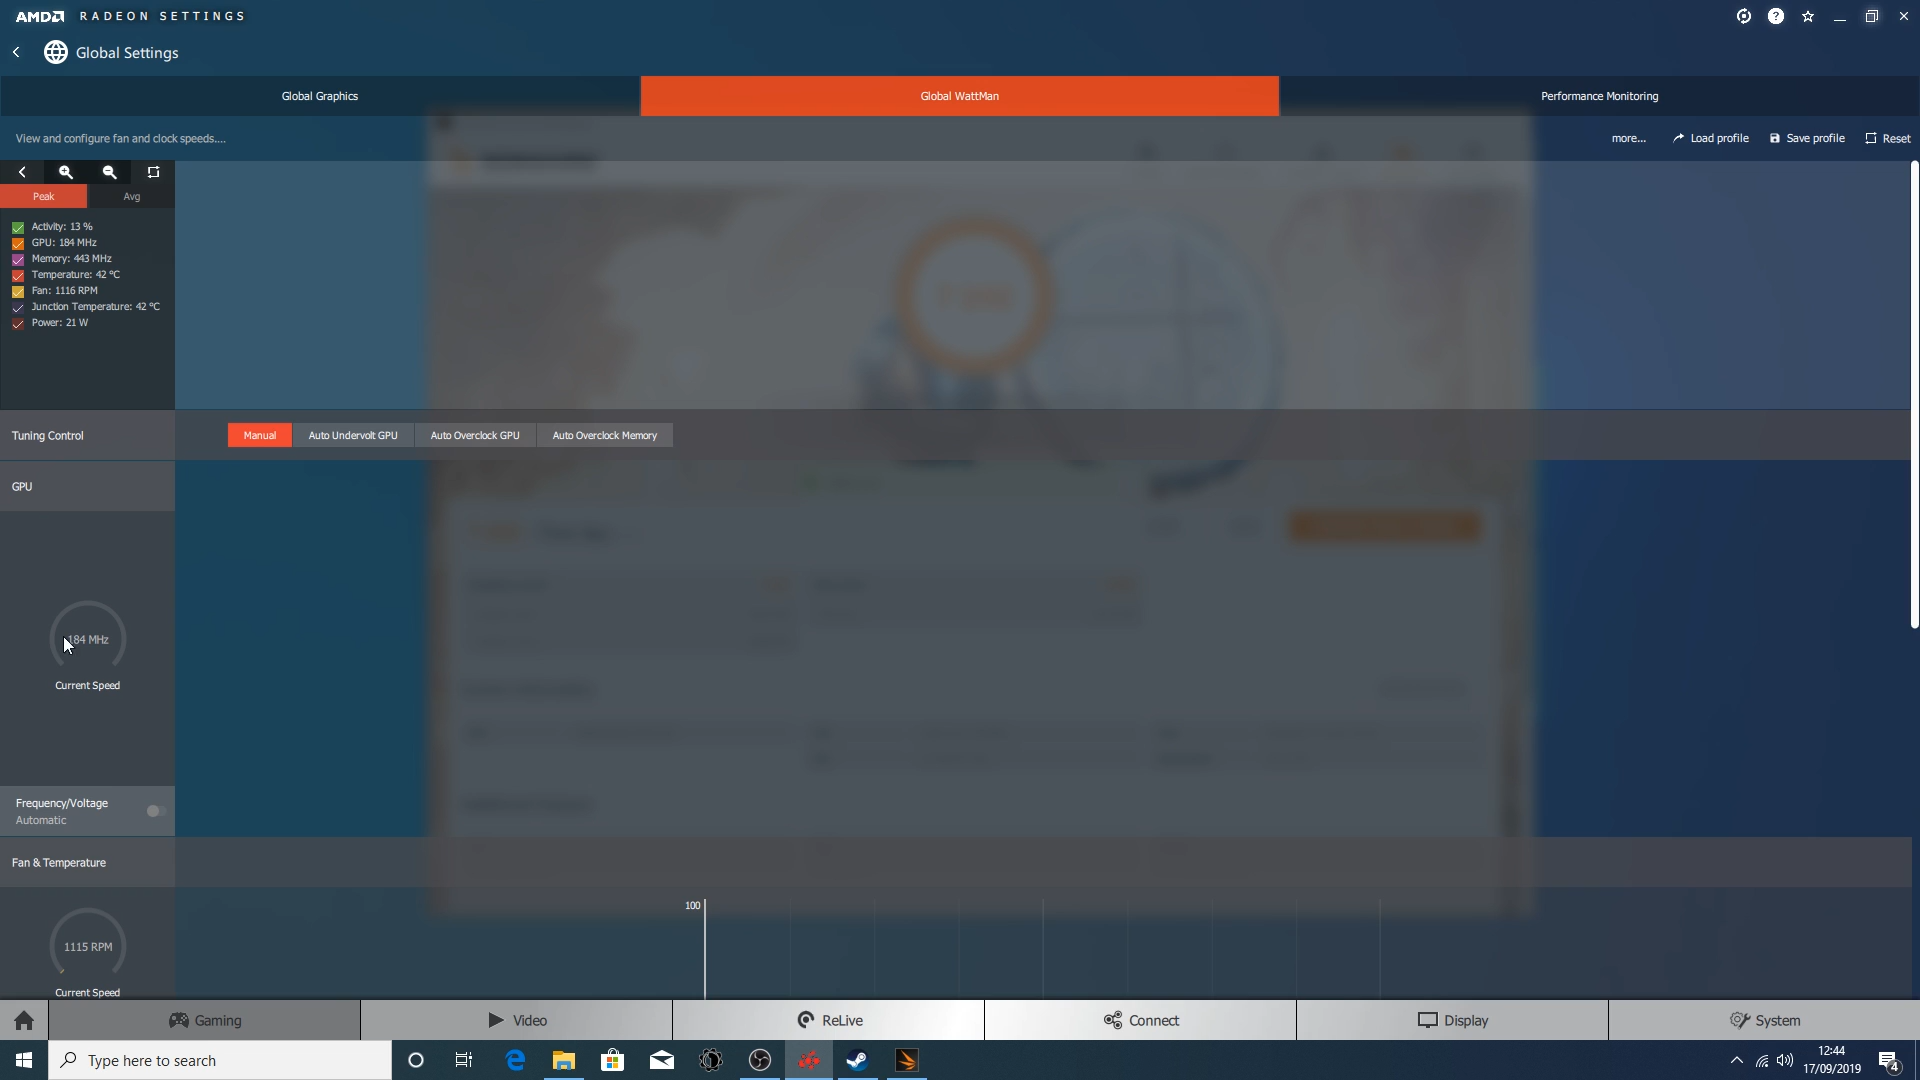 AMD RADEON SETTINGS
Global Settings
Global Graphics
Global WattMan
Performance Monitoring
View and configure fan and clock speeds....
more...
Load profile
Save profile
Reset
Peak
Avg
Activity: 13 %
GPU: 184 MHz
Memory: 443 MHz
Temperature: 42 °C
Fan: 1116 RPM
Junction Temperature: 42 °C
Power: 21 W
Tuning Control
Manual
Auto Undervolt GPU
Auto Overclock GPU
Auto Overclock Memory
GPU
184 MHz
Current Speed
Frequency/Voltage
Automatic
Fan & Temperature
100
1115 RPM
Current Speed
Gaming
Video
ReLive
Connect
Display
System
Type here to search
12:44
17/09/2019
4